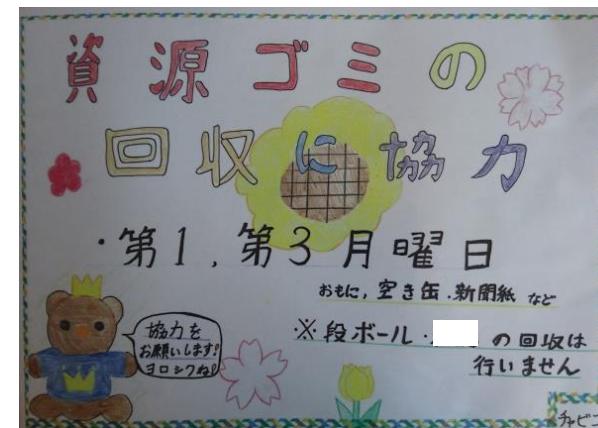 資源ゴミの
回収に協力
・第1,第3月曜日
おもに,空き缶.新聞紙 など
※段ボール・ の回収は
行いません
協力を
お願いします!
ヨロシクね!